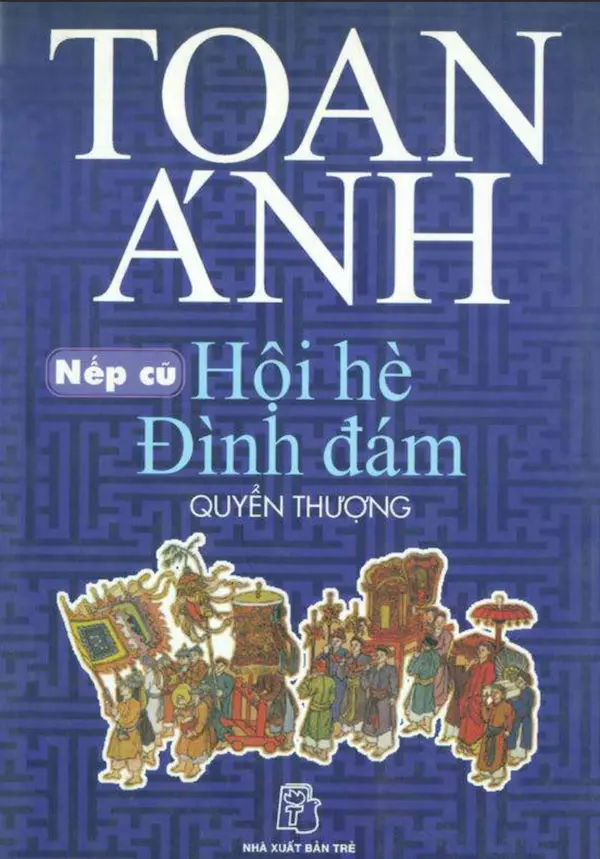 TOAN
ÁNH
Nếp cũ
Hội hè
Đình đám
QUYỂN THƯỢNG
T
NHÀ XUẤT BẢN TRẺ